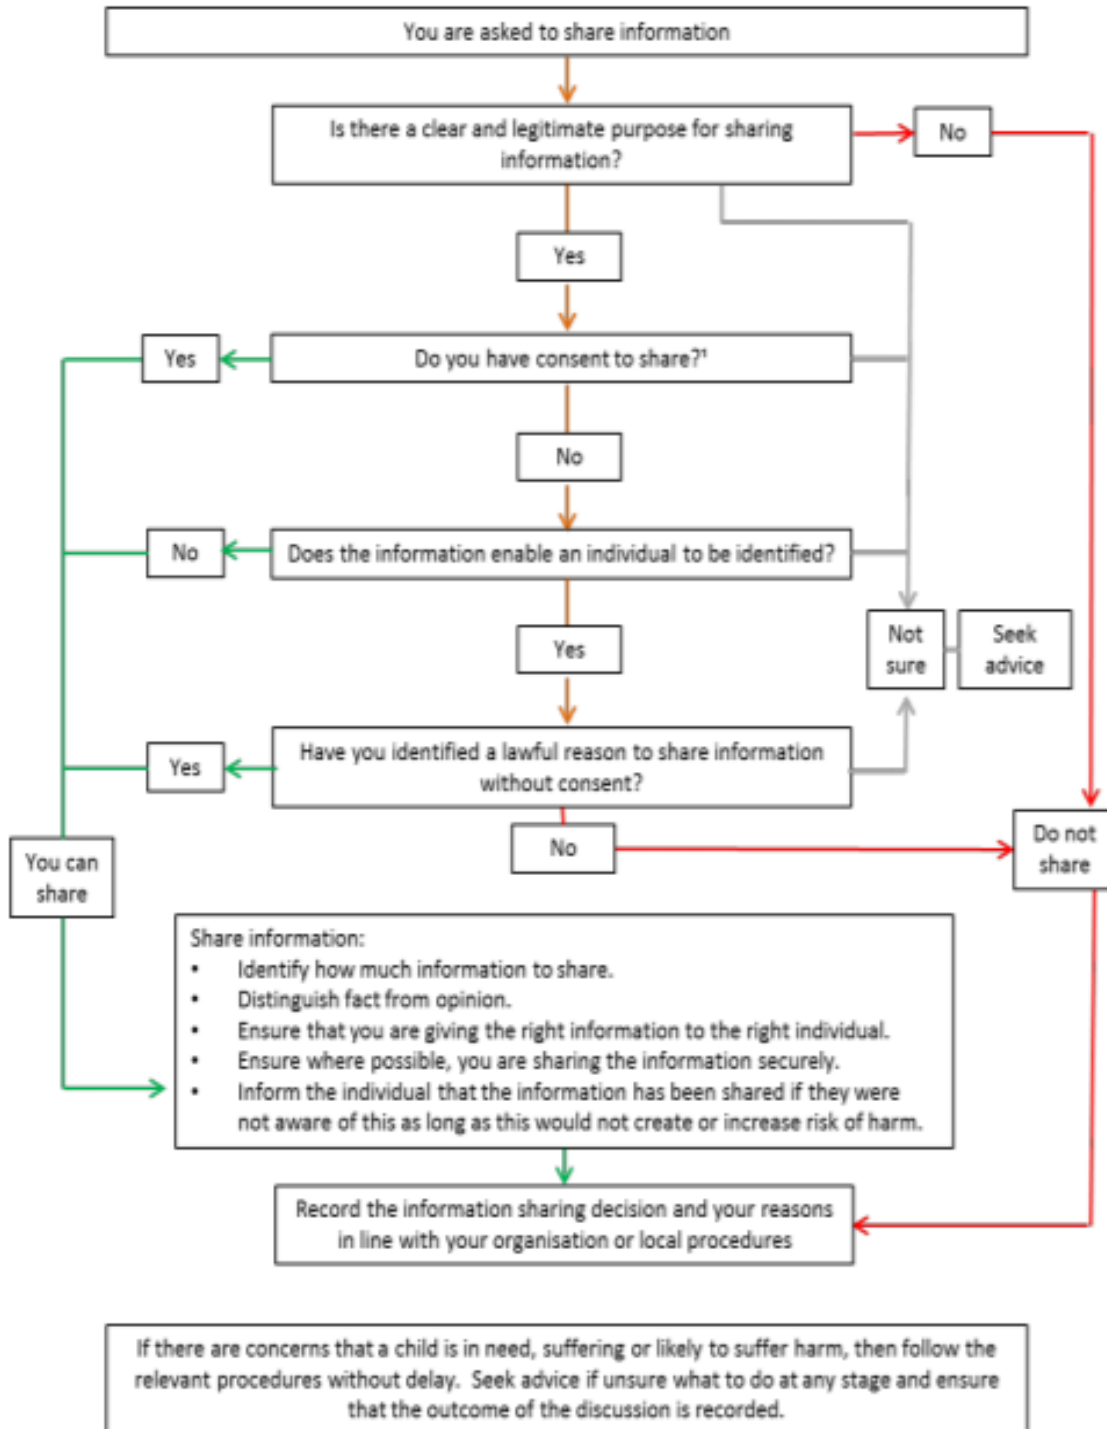 You are asked to share information
Is there a clear and legitimate purpose for sharing
information?
No
Yes
Yes
Do you have consent to share?¹
No
No
Does the information enable an individual to be identified?
Yes
Not
sure
Seek
advice
Yes
Have you identified a lawful reason to share information
without consent?
No
Do not
share
You can
share
Share information:
• Identify how much information to share.
• Distinguish fact from opinion.
• Ensure that you are giving the right information to the right individual.
• Ensure where possible, you are sharing the information securely.
• Inform the individual that the information has been shared if they were
not aware of this as long as this would not create or increase risk of harm.
Record the information sharing decision and your reasons
in line with your organisation or local procedures
If there are concerns that a child is in need, suffering or likely to suffer harm, then follow the
relevant procedures without delay. Seek advice if unsure what to do at any stage and ensure
that the outcome of the discussion is recorded.